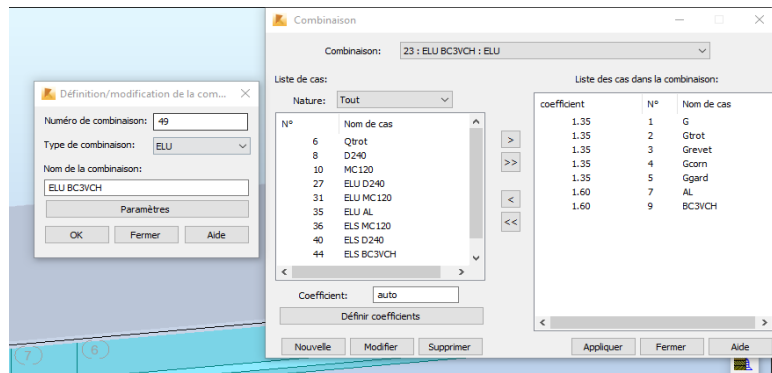 Définition/modification de la com...
Numéro de combinaison: 49
Type de combinaison: ELU
Nom de la combinaison:
ELU BC3VCH
Paramètres
OK Fermer Aide
7 6
Combinaison
Combinaison: 23 : ELU BC3VCH : ELU
Liste de cas:
Nature: Tout
N° Nom de cas
6 Qtrot
8 D240
10 MC120
27 ELU D240
31 ELU MC120
35 ELU AL
36 ELS MC120
40 ELS D240
44 ELS BC3VCH
Coefficient: auto
Définir coefficients
Nouvelle Modifier Supprimer
>
>>
<
<<
Liste des cas dans la combinaison:
coefficient N° Nom de cas
1.35 1 G
1.35 2 Gtrot
1.35 3 Grevet
1.35 4 Gcorn
1.35 5 Ggard
1.60 7 AL
1.60 9 BC3VCH
Appliquer Fermer Aide